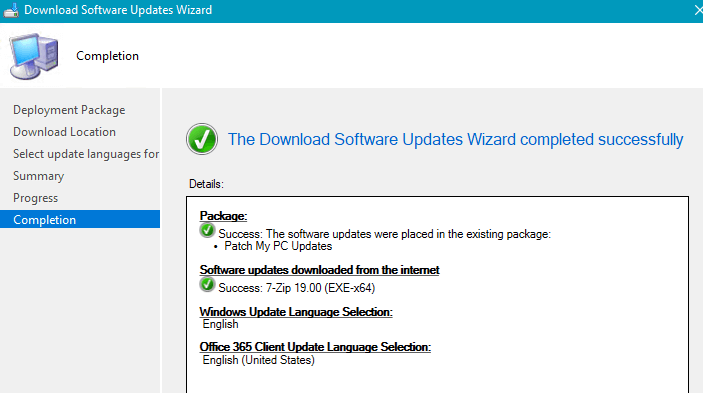 Download Software Updates Wizard
Completion
Deployment Package
Download Location
Select update languages for
Summary
Progress
Completion
The Download Software Updates Wizard completed successfully
Details:
Package:
Success: The software updates were placed in the existing package:
• Patch My PC Updates
Software updates downloaded from the internet
Success: 7-Zip 19.00 (EXE-x64)
Windows Update Language Selection:
English
Office 365 Client Update Language Selection:
English (United States)